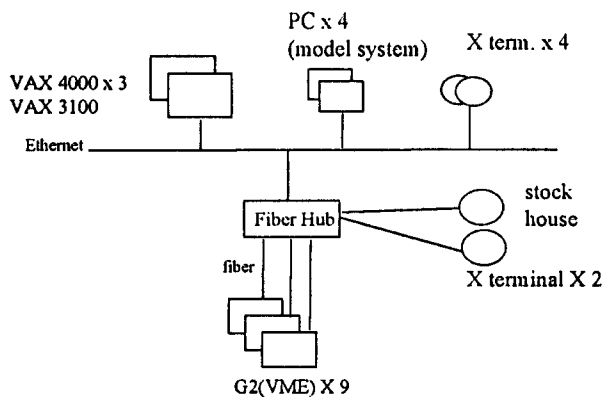 PC x 4
(model system)
X term. x 4
VAX 4000 x 3
VAX 3100
Ethernet
Fiber Hub
stock
house
fiber
X terminal X 2
G2(VME) X 9